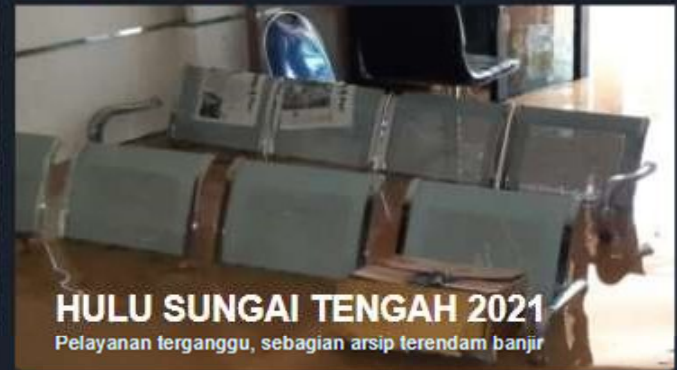 HULU SUNGAI TENGAH 2021
Pelayanan terganggu, sebagian arsip terendam banjir